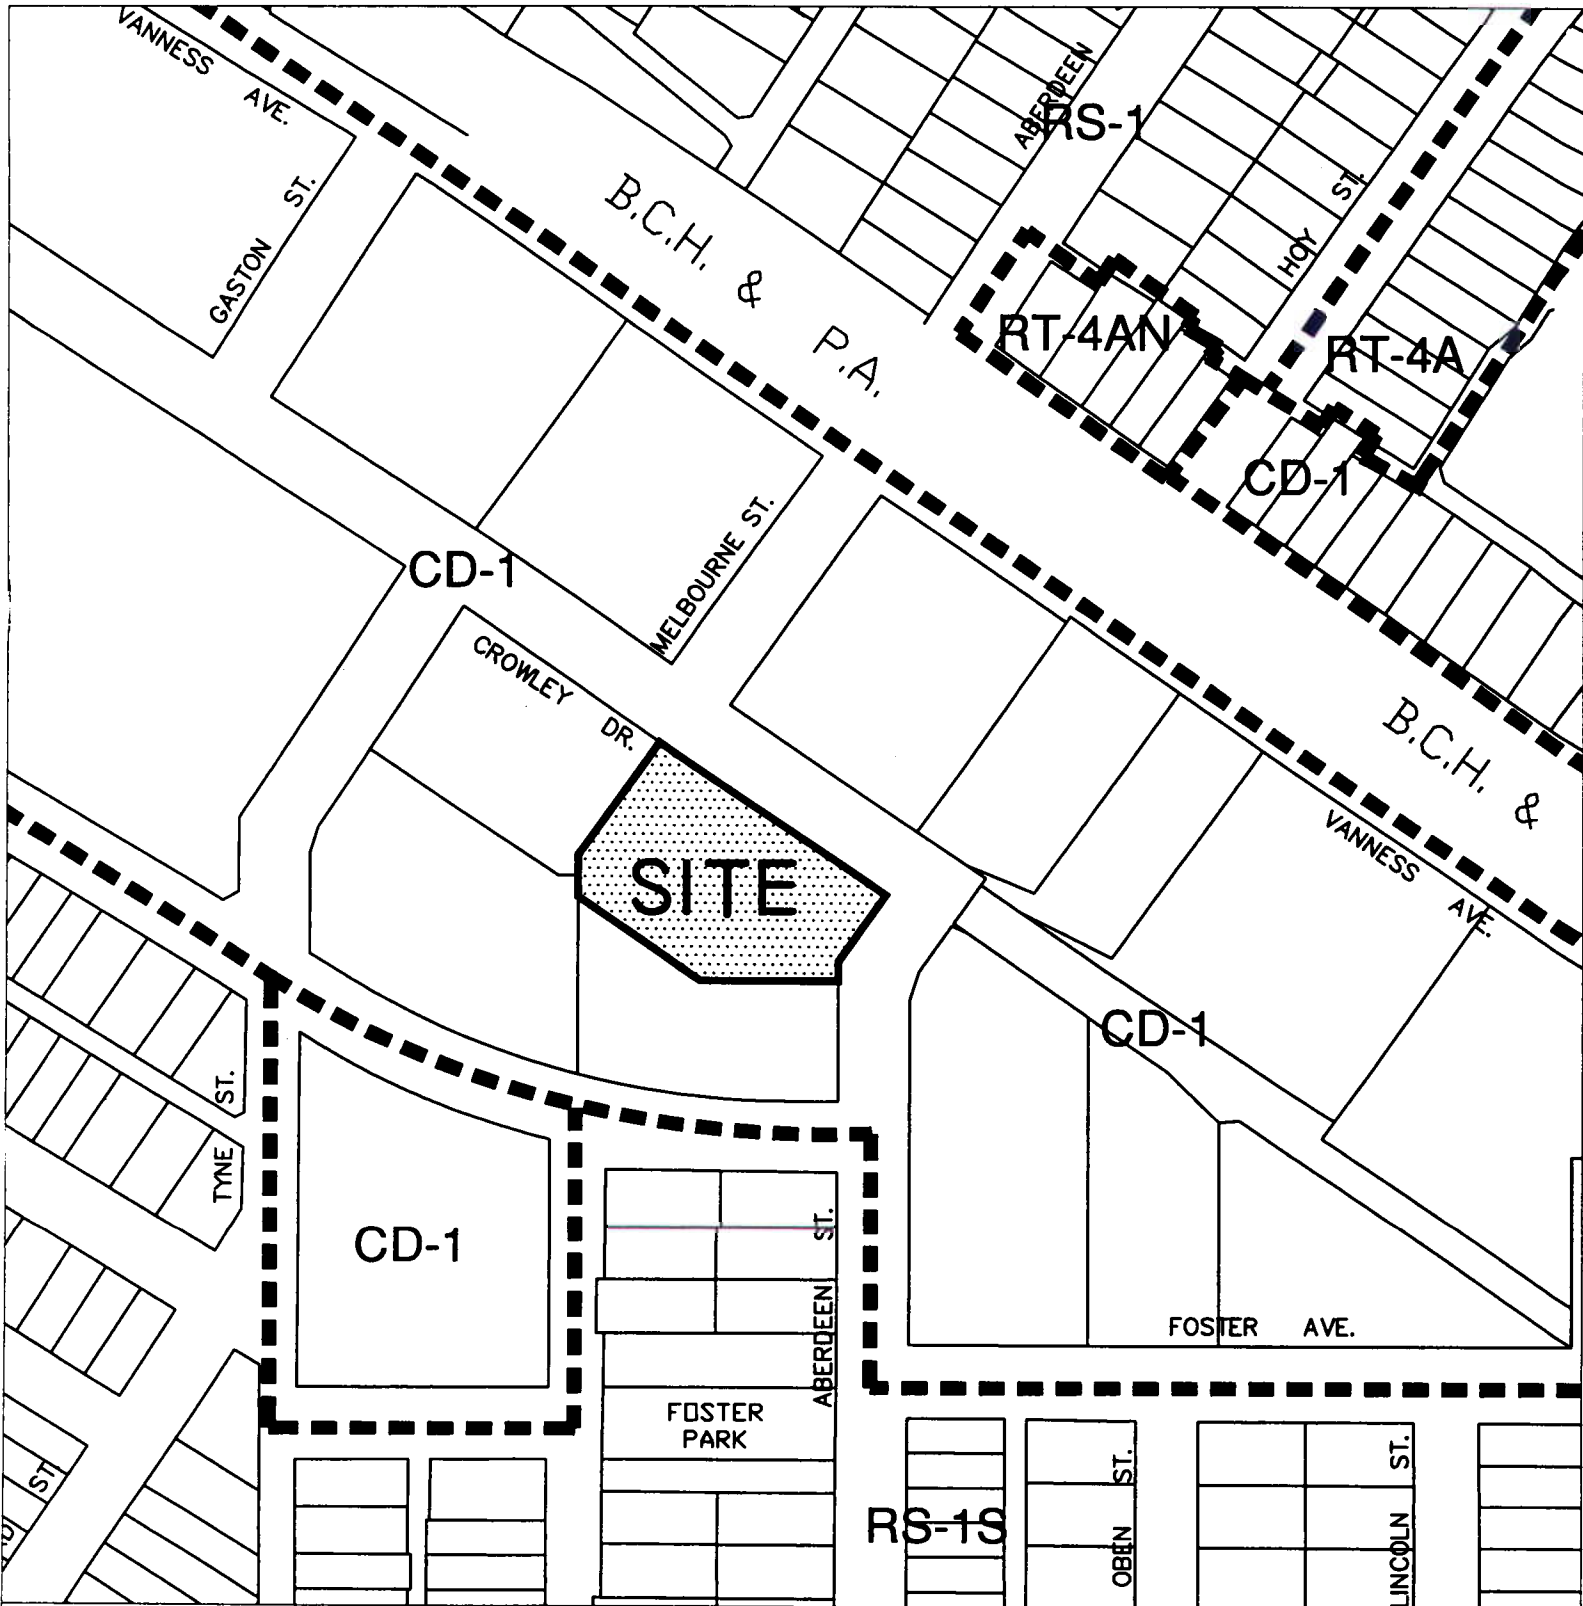 VANNESS
AVE.
ABERDEEN
RS-1
ST.
GASTON
B.C.H. &
P.A.
HOY
ST.
RT-4AN
RT-4A
CD-1
MELBOURNE ST.
CD-1
CROWLEY
DR.
B.C.H. &
VANNESS
AVE.
SITE
CD-1
ST.
TYNE
CD-1
ABERDEEN ST.
FOSTER AVE.
FOSTER
PARK
ST.
RS-1S
OBEN ST.
LINCOLN ST.